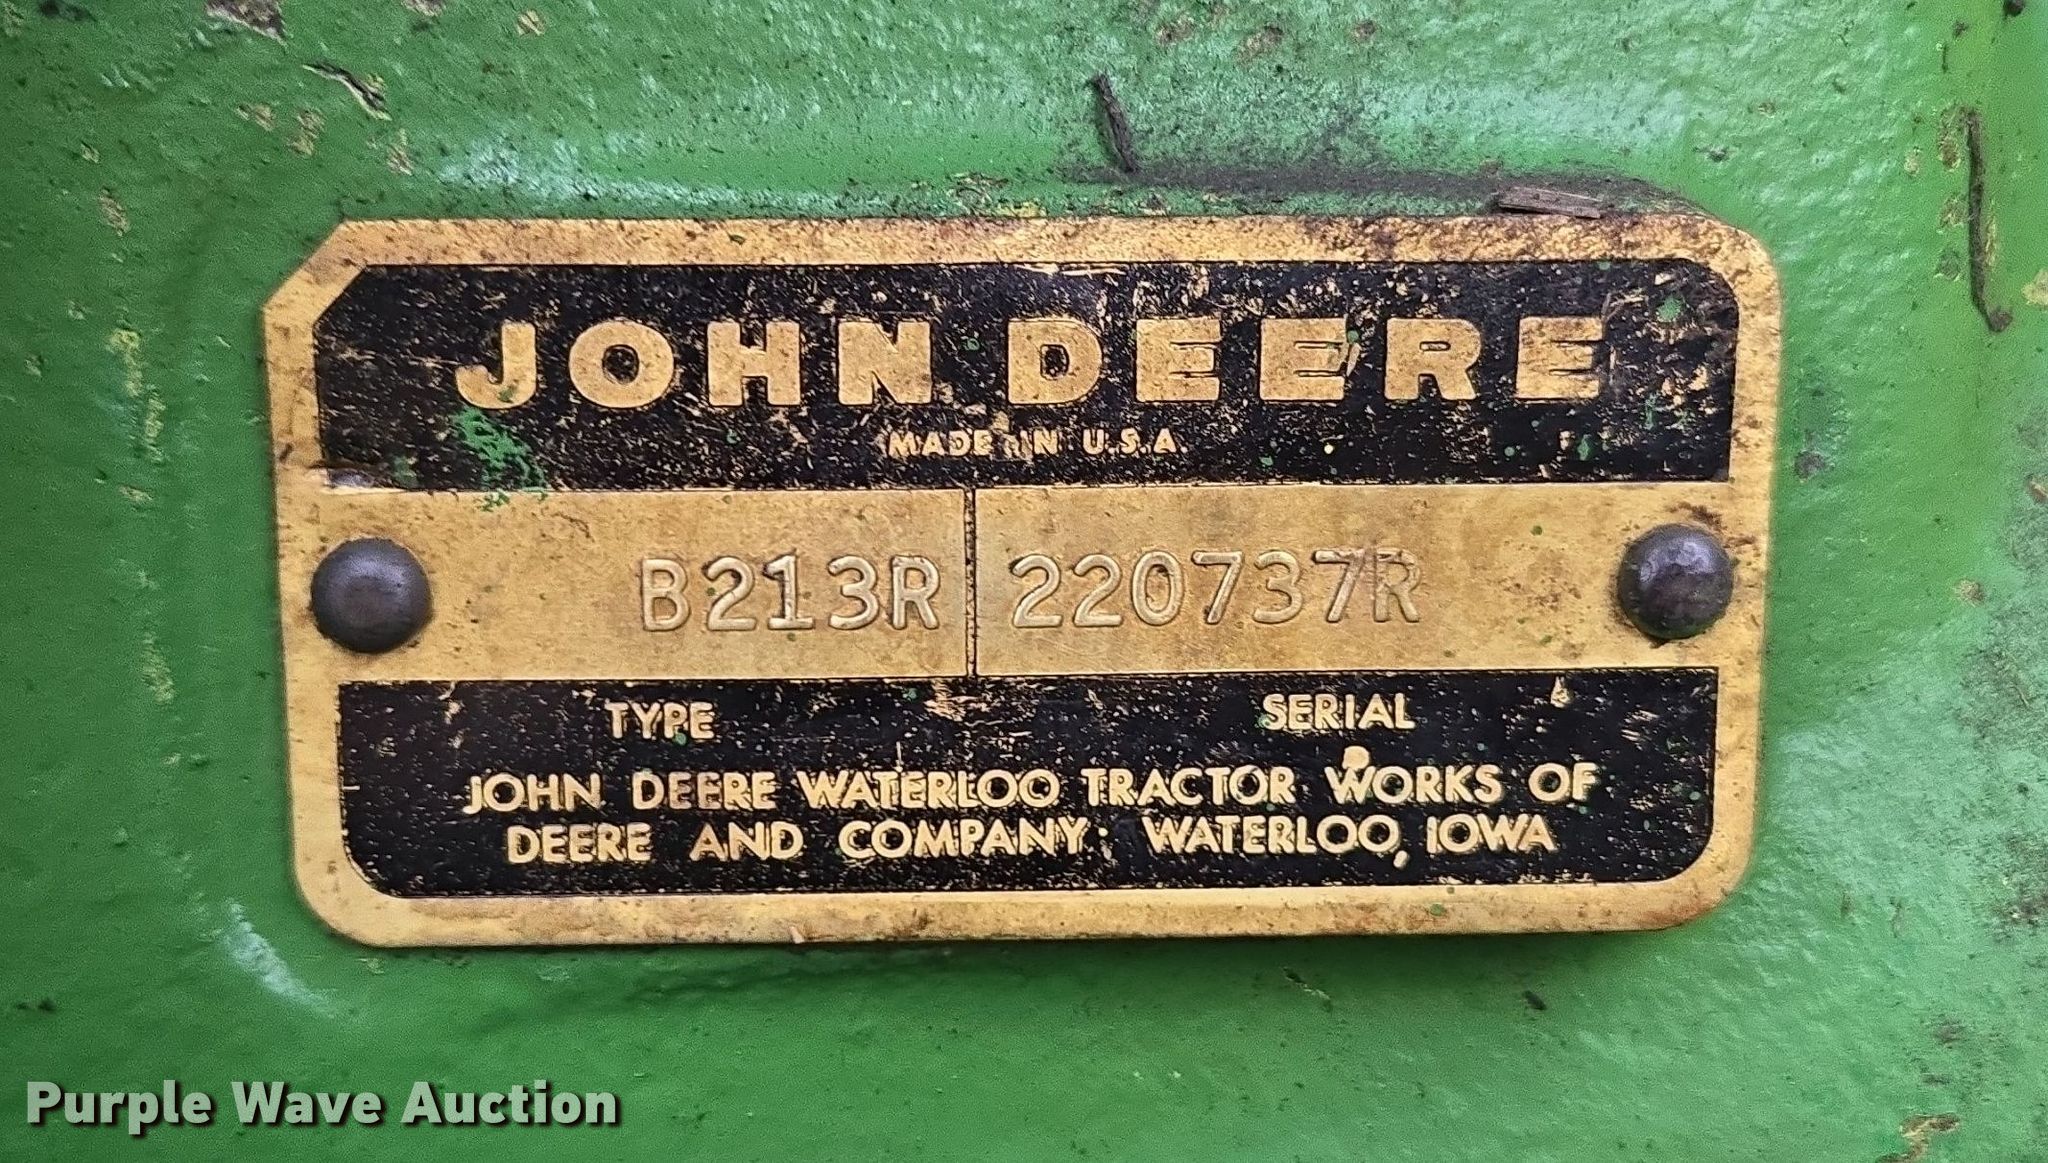 JOHN DEERE
MADE IN U.S.A.
B213R 220737R
TYPE SERIAL
JOHN DEERE WATERLOO TRACTOR WORKS OF
DEERE AND COMPANY; WATERLOO, IOWA
Purple Wave Auction